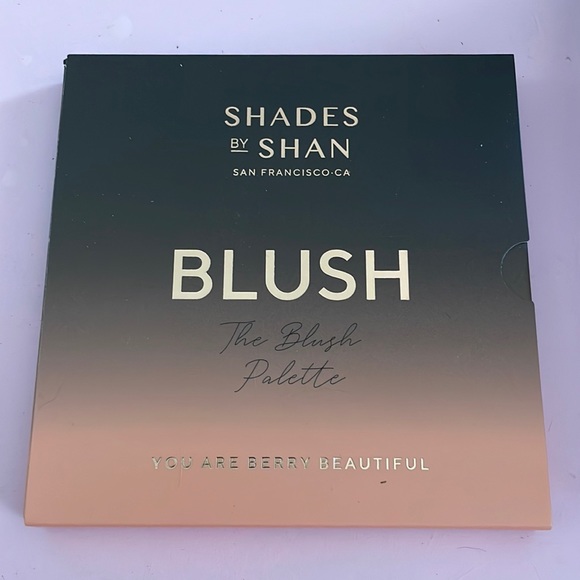 SHADES
BY SHAN
SAN FRANCISCO·CA
BLUSH
The Blush
Palette
YOU ARE BERRY BEAUTIFUL